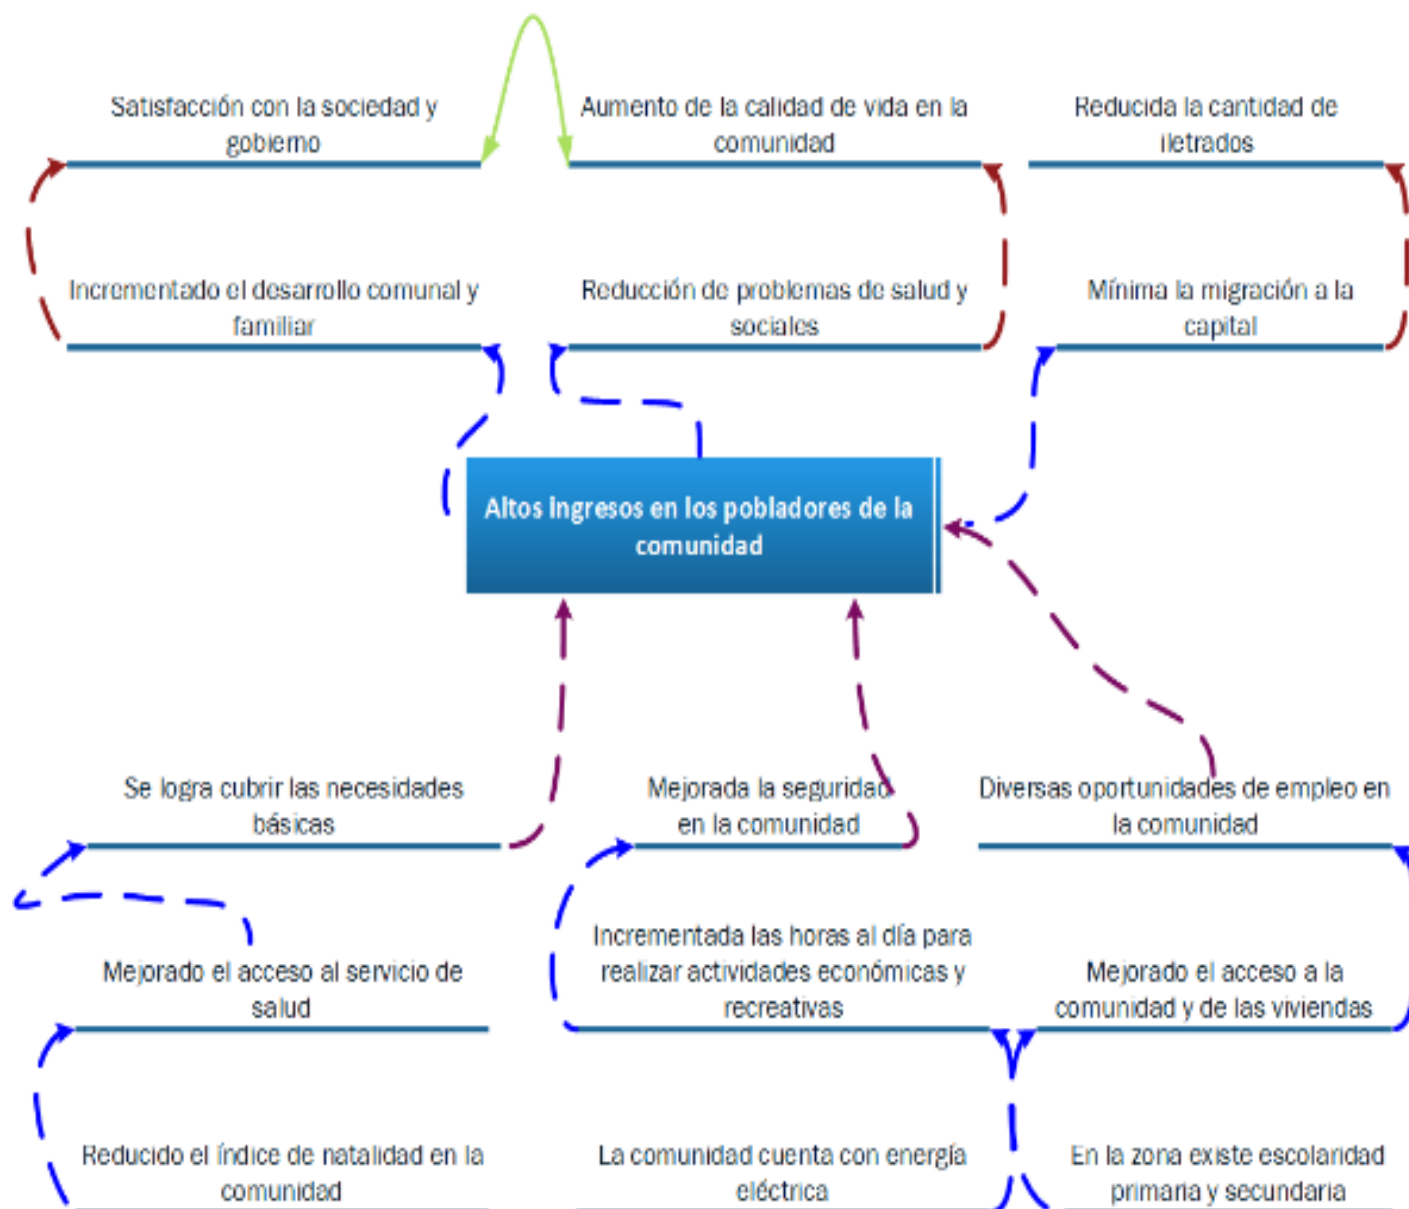 Satisfacción con la sociedad y
gobierno
Aumento de la calidad de vida en la
comunidad
Reducida la cantidad de
iletrados
Incrementado el desarrollo comunal y
familiar
Reducción de problemas de salud y
sociales
Mínima la migración a la
capital
Altos Ingresos en los pobladores de la
comunidad
Se logra cubrir las necesidades
básicas
Mejorada la seguridad
en la comunidad
Diversas oportunidades de empleo en
la comunidad
Mejorado el acceso al servicio de
salud
Incrementada las horas al día para
realizar actividades económicas y
recreativas
Mejorado el acceso a la
comunidad y de las viviendas
Reducido el índice de natalidad en la
comunidad
La comunidad cuenta con energía
eléctrica
En la zona existe escolaridad
primaria y secundaria